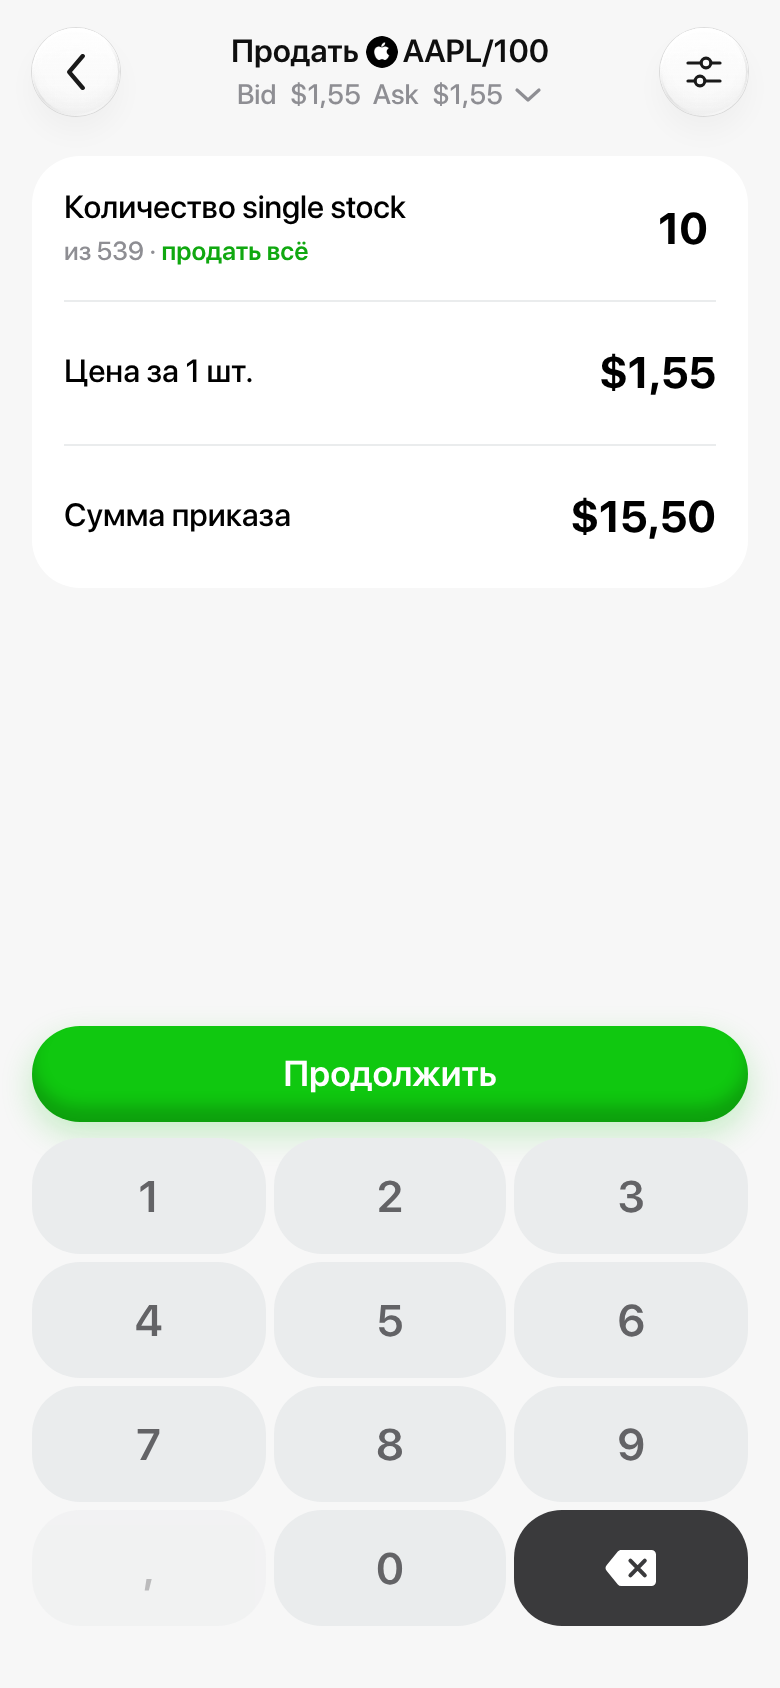 Продать AAPL/100
Bid $1,55 Ask $1,55
Количество single stock
10
из 539 · продать всё
Цена за 1 шт.
$1,55
Сумма приказа
$15,50
Продолжить
1 2 3
4 5 6
7 8 9
, 0